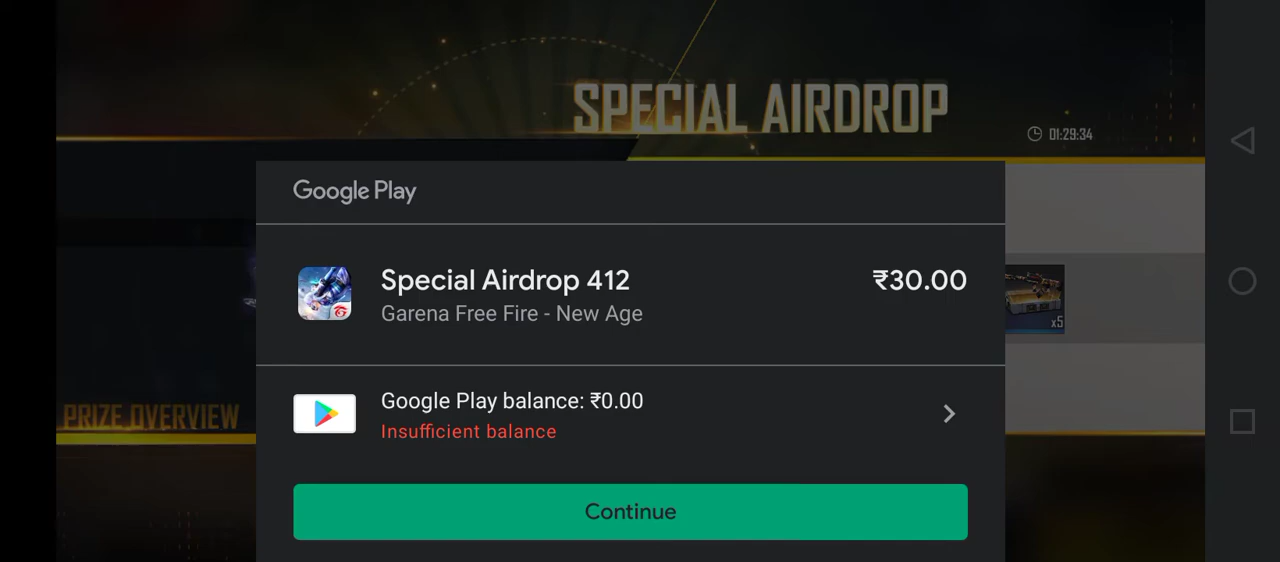 SPECIAL AIRDROP
01:29:34
Google Play
Special Airdrop 412
₹30.00
Garena Free Fire - New Age
x5
Google Play balance: ₹0.00
Insufficient balance
PRIZE OVERVIEW
Continue